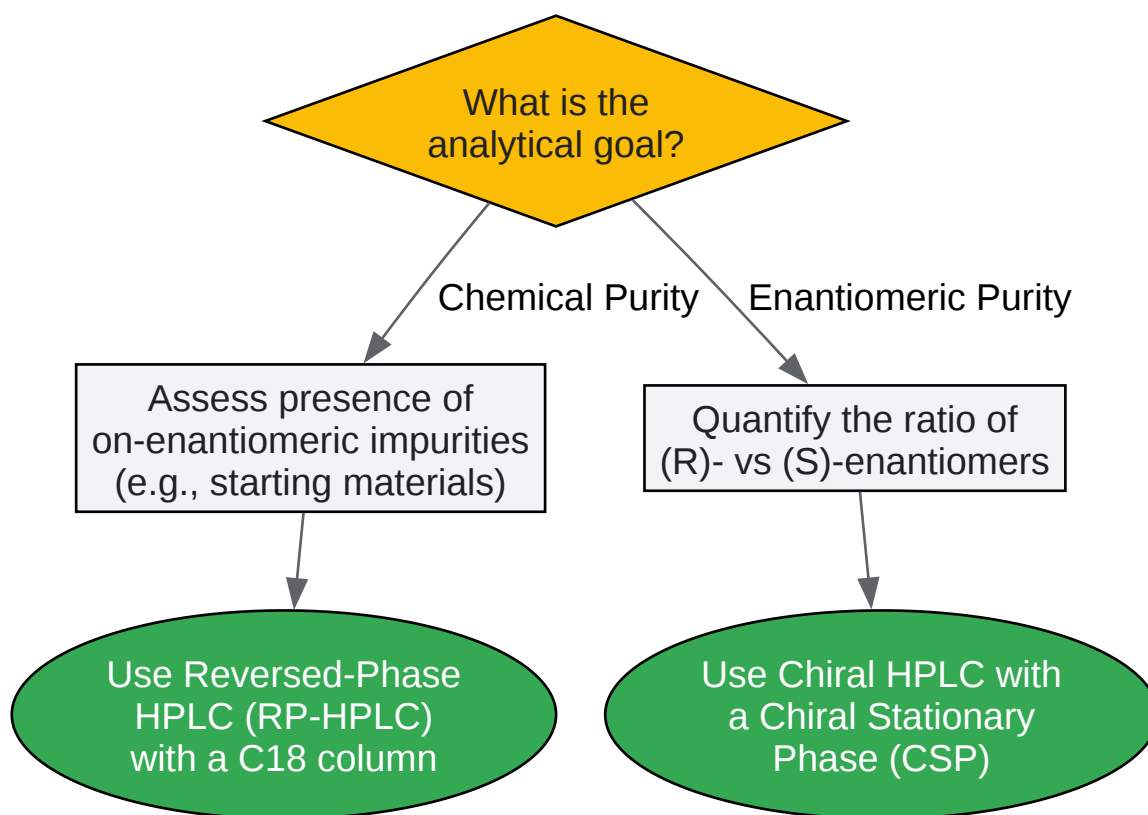 What is the
analytical goal?
Chemical Purity
Enantiomeric Purity
Assess presence of
on-enantiomeric impurities
(e.g., starting materials)
Quantify the ratio of
(R)- vs (S)-enantiomers
Use Reversed-Phase
HPLC (RP-HPLC)
with a C18 column
Use Chiral HPLC with
a Chiral Stationary
Phase (CSP)